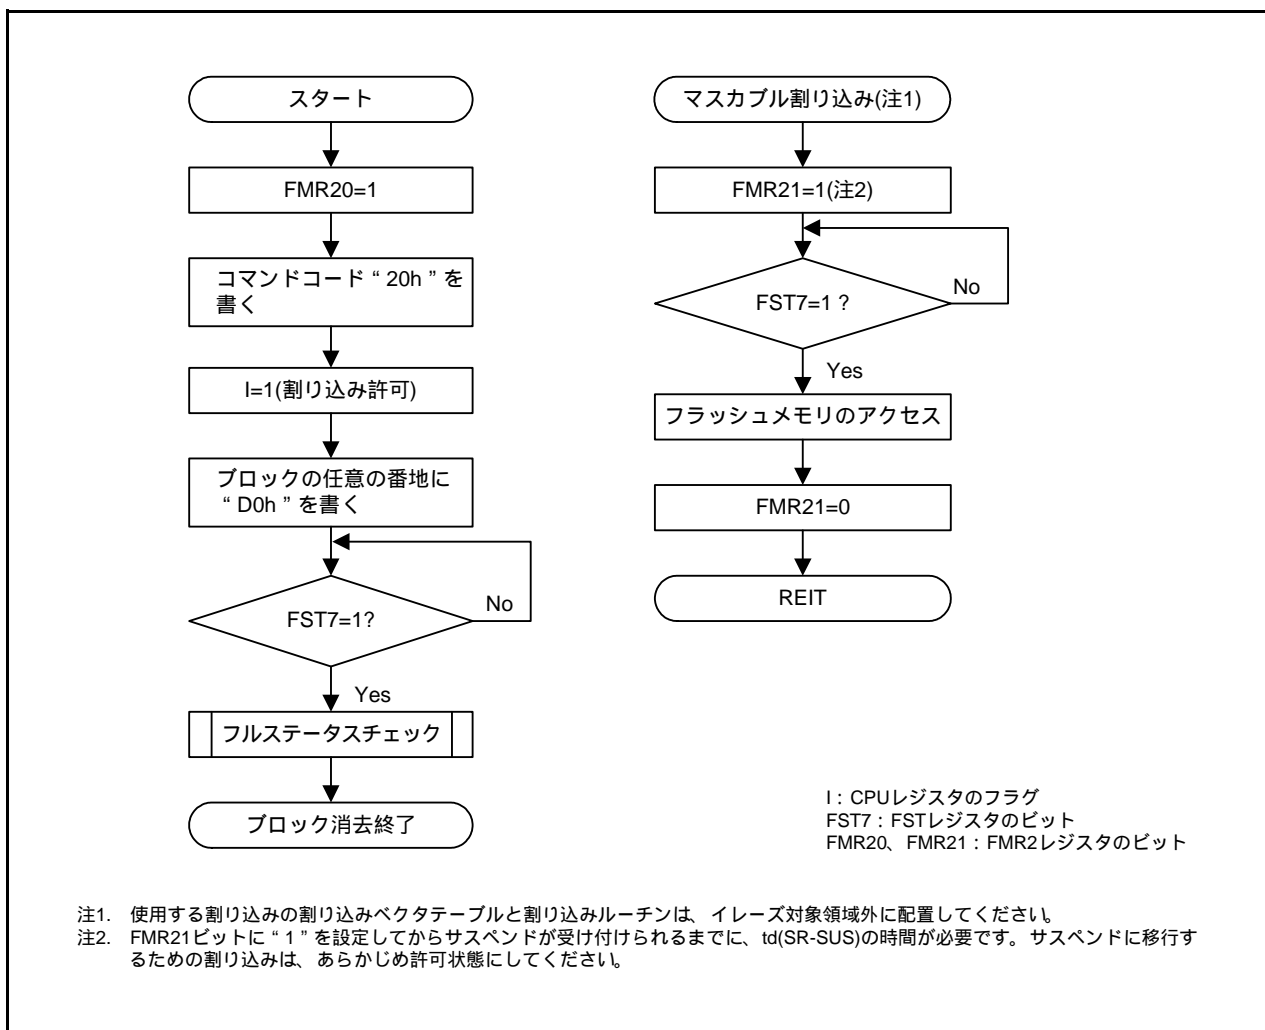 スタート
FMR20=1
コマンドコード“20h”を
書く
I=1(割り込み許可)
ブロックの任意の番地に
“D0h”を書く
FST7=1?
No
Yes
フルステータスチェック
ブロック消去終了
マスカブル割り込み(注1)
FMR21=1(注2)
FST7=1 ?
No
Yes
フラッシュメモリのアクセス
FMR21=0
REIT
I：CPUレジスタのフラグ
FST7：FSTレジスタのビット
FMR20、FMR21：FMR2レジスタのビット
注1. 使用する割り込みの割り込みベクタテーブルと割り込みルーチンは、イレーズ対象領域外に配置してください。
注2. FMR21ビットに“1”を設定してからサスペンドが受け付けられるまでに、td(SR-SUS)の時間が必要です。サスペンドに移行す
るための割り込みは、あらかじめ許可状態にしてください。